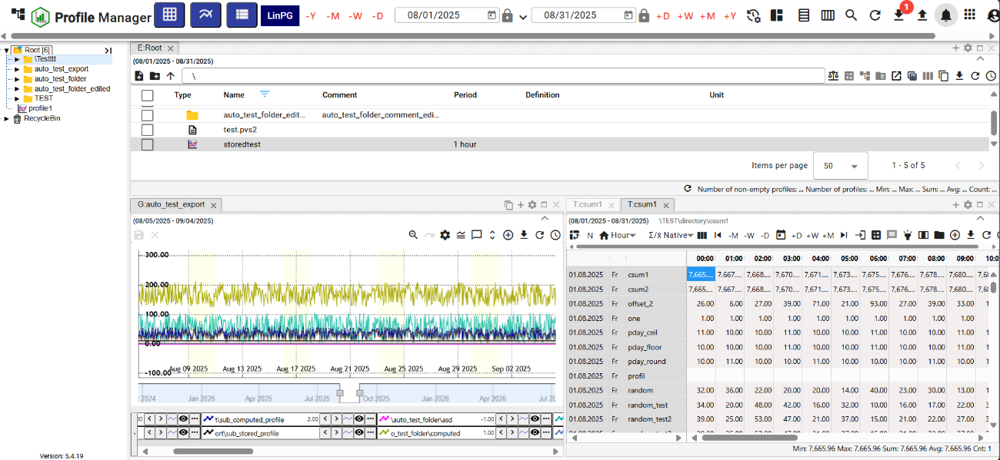 Profile Manager
LinPG
-Y -M -W -D
08/01/2025
08/31/2025
+D +W +M +Y
1
Root [6]
\Testttt
auto_test_export
auto_test_folder
auto_test_folder_edited
TEST
profile1
RecycleBin
Version: 5.4.19
E:Root
(08/01/2025 - 08/31/2025)
\
Type Name Comment Period Definition Unit
auto_test_folder_edit... auto_test_folder_comment_edi...
test.pvs2
storedtest 1 hour
Items per page 50 1 - 5 of 5
Number of non-empty profiles: ... Number of profiles: ... Min: ... Max: ... Sum: ... Avg: ... Count: ...
G:auto_test_export
(08/05/2025 - 09/04/2025)
300.00
200.00
100.00
0.00
-100.00
Aug 09 2025 Aug 13 2025 Aug 17 2025 Aug 21 2025 Aug 25 2025 Aug 29 2025 Sep 02 2025
2024 Jan 2025 Apr 2025 Jul 2025 Oct 2025 Jan 2026 Apr 2026 Jul 20
00 t\sub_computed_profile 2.00 \auto_test_folder\asd -1.00
ort\sub_stored_profile o_test_folder\computed 1.00
T:csum1 T:csum1
(08/01/2025 - 08/31/2025) \TEST\directory\csum1
N Hour Σ/x̄ Native -M -W -D +D +W +M
00:00 01:00 02:00 03:00 04:00 05:00 06:00 07:00 08:00 09:00 10:0
01.08.2025 Fr csum1 7,665.... 7,667.... 7,668.... 7,670.... 7,671.... 7,673.... 7,675.... 7,676.... 7,678.... 7,680.... 7,68
01.08.2025 Fr csum2 7,665.... 7,667.... 7,668.... 7,670.... 7,671.... 7,673.... 7,675.... 7,676.... 7,678.... 7,680.... 7,68
01.08.2025 Fr offset_2 26.00 6.00 27.00 39.00 71.00 21.00 93.00 27.00 39.00 33.00 1
01.08.2025 Fr one 1.00 1.00 1.00 1.00 1.00 1.00 1.00 1.00 1.00 1.00
01.08.2025 Fr pday_ceil 11.00 10.00 10.00 11.00 10.00 10.00 11.00 10.00 10.00 11.00 1
01.08.2025 Fr pday_floor 10.00 10.00 10.00 11.00 10.00 10.00 10.00 10.00 10.00 10.00 1
01.08.2025 Fr pday_round 10.00 11.00 10.00 10.00 11.00 10.00 10.00 10.00 11.00 10.00 1
01.08.2025 Fr profil
01.08.2025 Fr random 32.00 36.00 22.00 20.00 20.00 14.00 40.00 23.00 30.00 13.00 1
01.08.2025 Fr random_test 34.00 20.00 48.00 42.00 16.00 32.00 10.00 16.00 17.00 22.00 3
01.08.2025 Fr random_test2 39.00 25.00 53.00 47.00 21.00 37.00 15.00 21.00 22.00 27.00 3
Min: 7,665.96 Max: 7,665.96 Sum: 7,665.96 Avg: 7,665.96 Cnt: 1